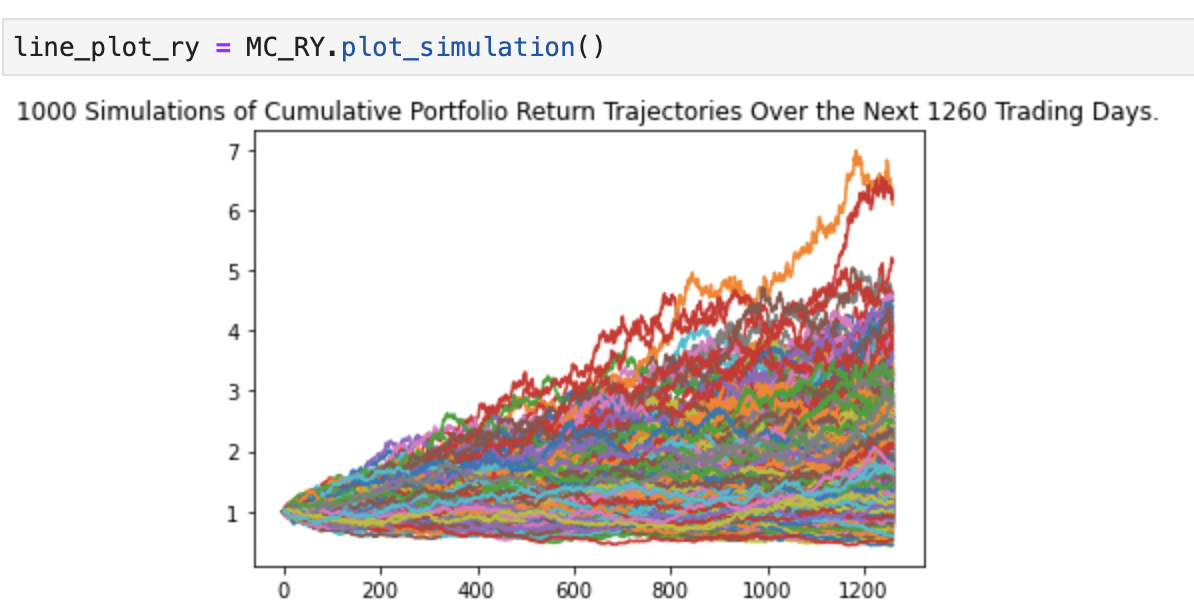 line_plot_ry = MC_RY.plot_simulation()
1000 Simulations of Cumulative Portfolio Return Trajectories Over the Next 1260 Trading Days.
7
6
5
4
3
2
1
0 200 400 600 800 1000 1200